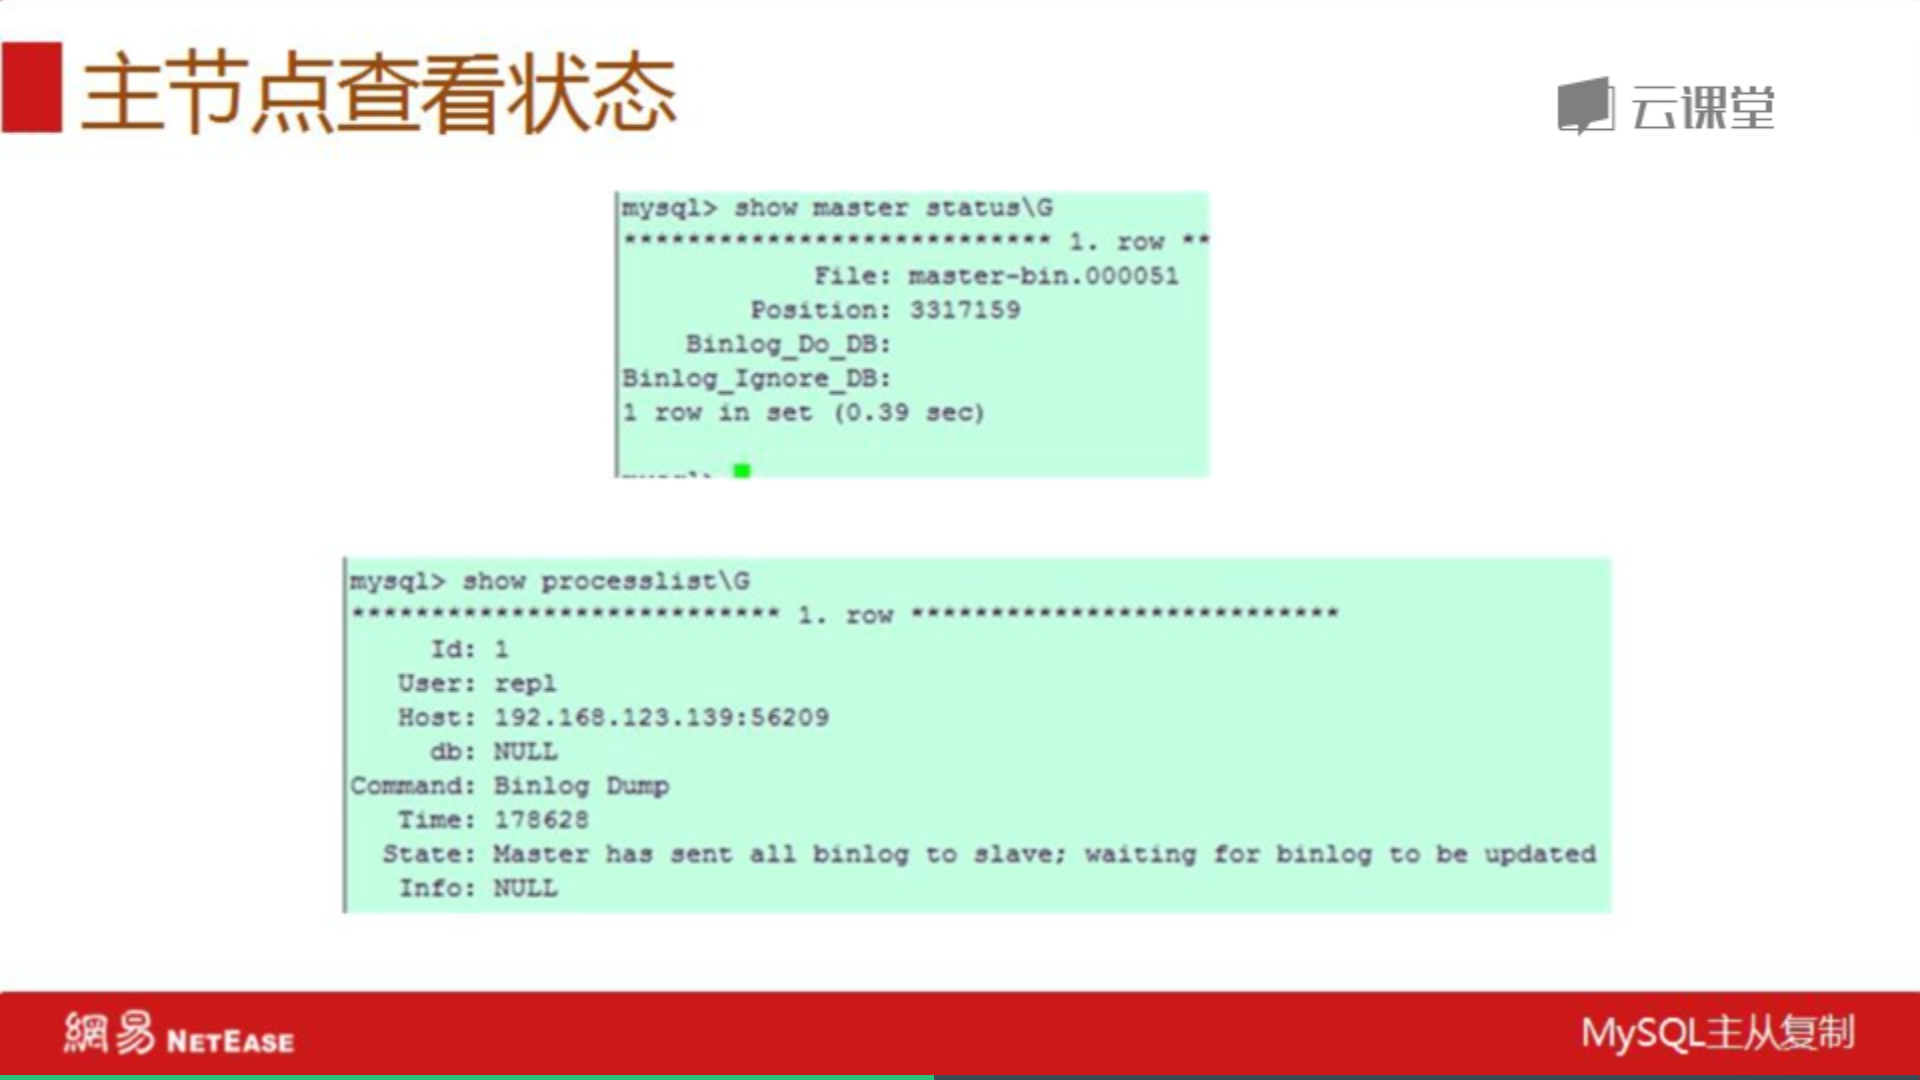 主节点查看状态
云课堂
mysql> show master status\G
*************************** 1. row **
File: master-bin.000051
Position: 3317159
Binlog_Do_DB:
Binlog_Ignore_DB:
1 row in set (0.39 sec)
mysql> show processlist\G
*************************** 1. row ***************************
Id: 1
User: repl
Host: 192.168.123.139:56209
db: NULL
Command: Binlog Dump
Time: 178628
State: Master has sent all binlog to slave; waiting for binlog to be updated
Info: NULL
網易 NETEASE
MySQL主从复制